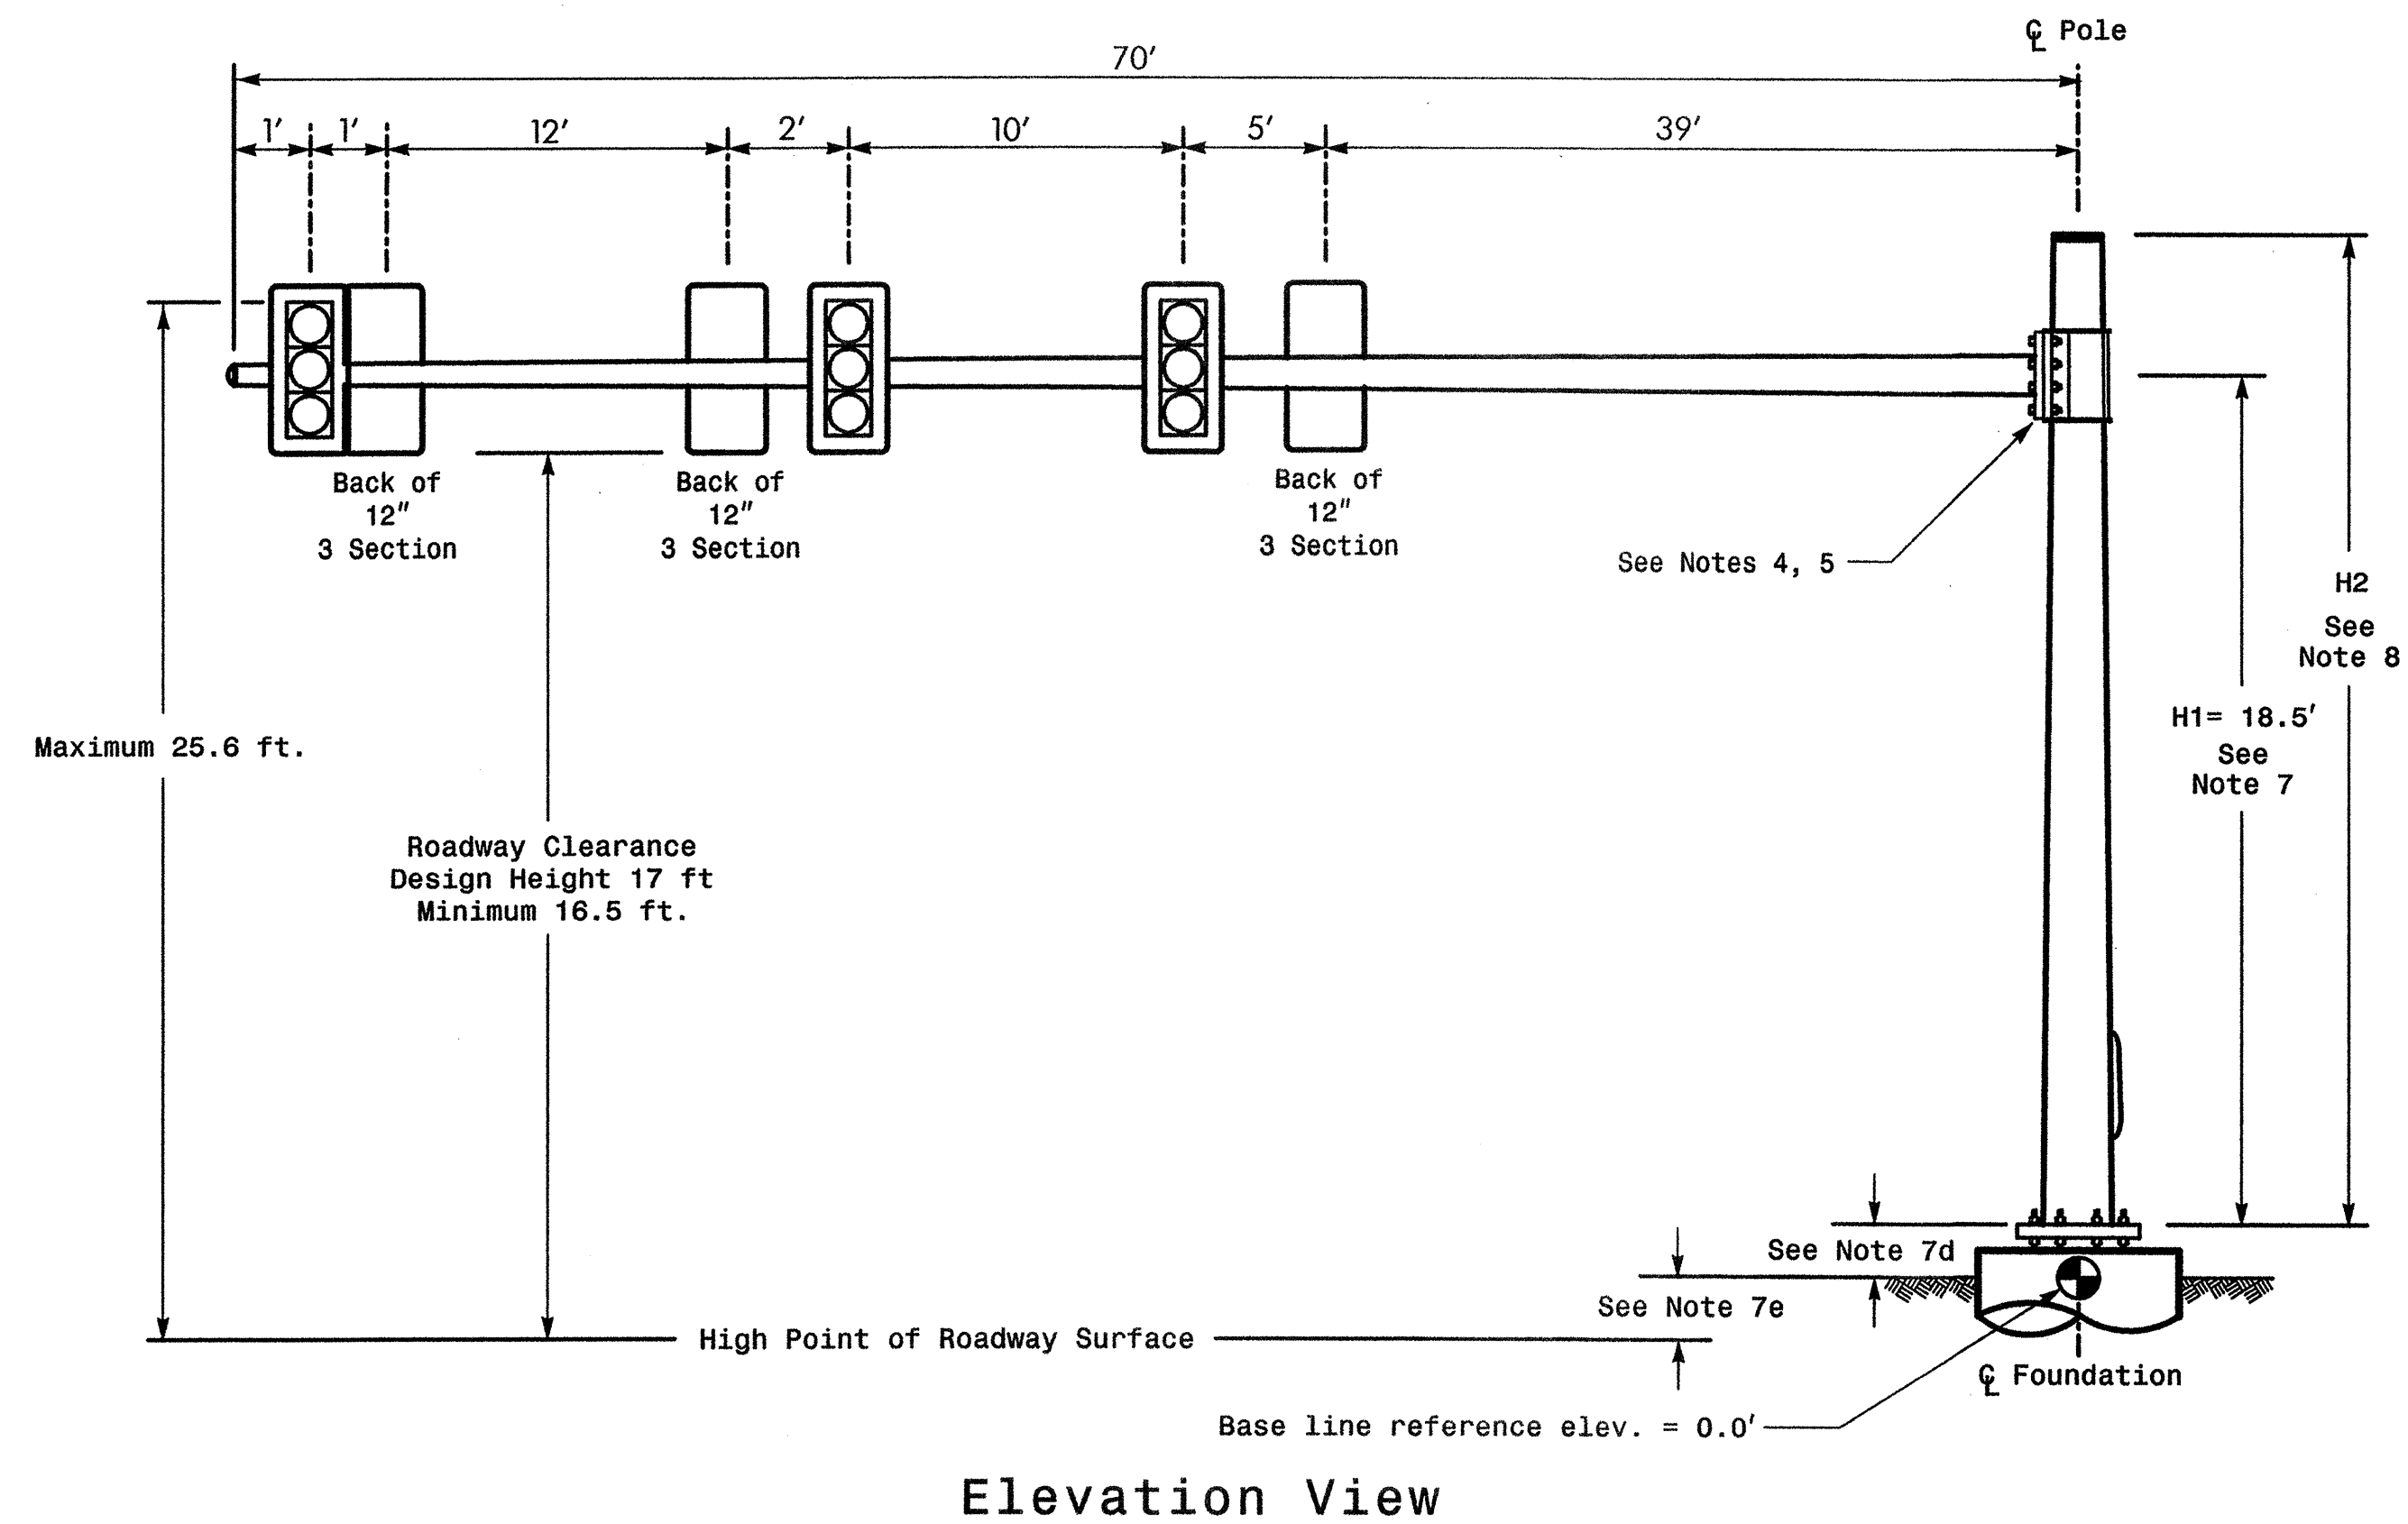 ℄ Pole
70'
1' 1' 12' 2' 10' 5' 39'
Back of
12"
3 Section
Back of
12"
3 Section
Back of
12"
3 Section
See Notes 4, 5
H2
See
Note 8
H1= 18.5'
See
Note 7
Maximum 25.6 ft.
Roadway Clearance
Design Height 17 ft
Minimum 16.5 ft.
See Note 7d
See Note 7e
High Point of Roadway Surface
℄ Foundation
Base line reference elev. = 0.0'
Elevation View